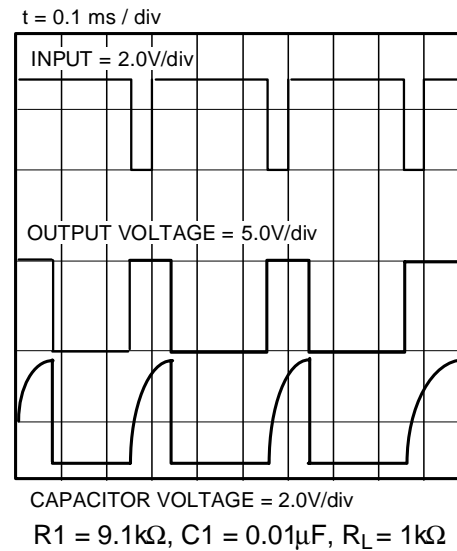 t = 0.1 ms / div
INPUT = 2.0V/div
OUTPUT VOLTAGE = 5.0V/div
CAPACITOR VOLTAGE = 2.0V/div
R1 = 9.1kΩ, C1 = 0.01µF, RL = 1kΩ